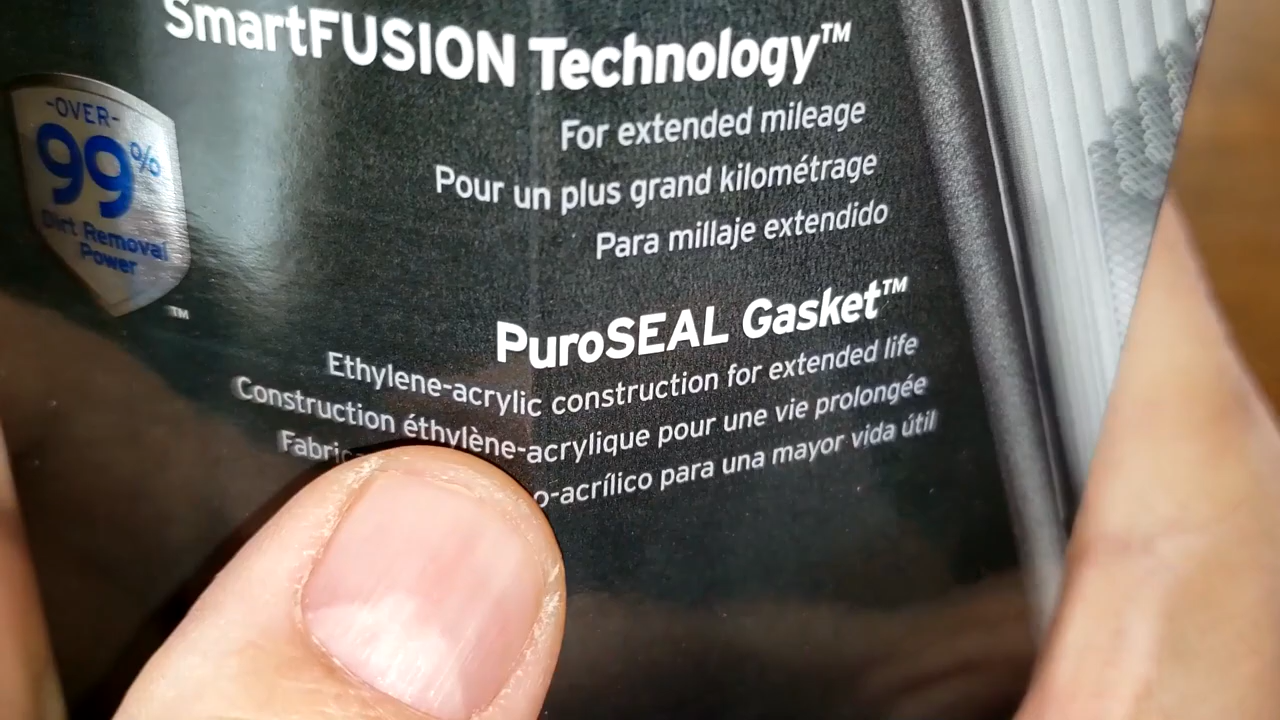 SmartFUSION Technology™
For extended mileage
Pour un plus grand kilométrage
Para millaje extendido
-OVER-
99%
Dirt Removal
Power
™
PuroSEAL Gasket™
Ethylene-acrylic construction for extended life
Construction éthylène-acrylique pour une vie prolongée
o-acrílico para una mayor vida útil